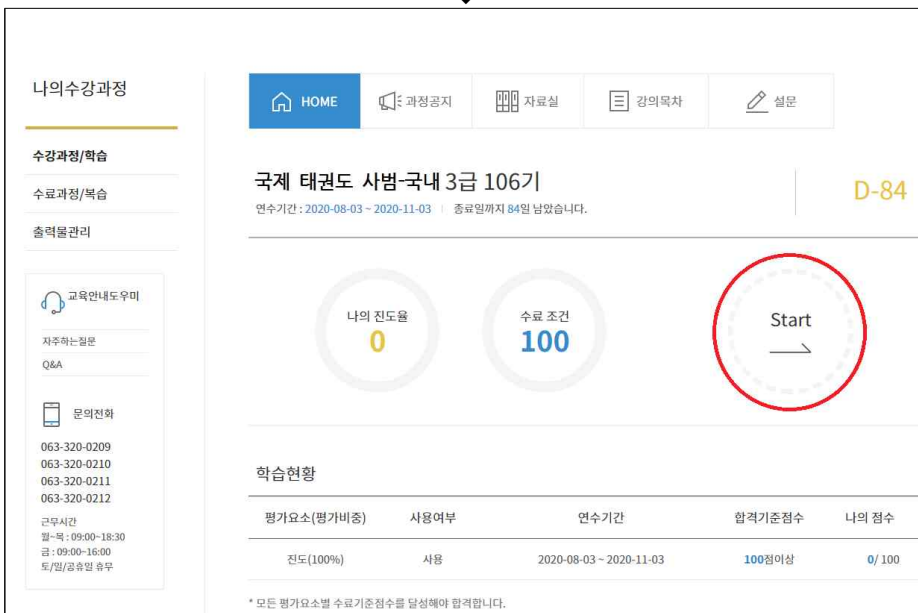 나의수강과정
수강과정/학습
수료과정/복습
출력물관리
교육안내도우미
자주하는질문
Q&A
문의전화
063-320-0209
063-320-0210
063-320-0211
063-320-0212
근무시간
월~목 : 09:00~18:30
금 : 09:00~16:00
토/일/공휴일 휴무
HOME 과정공지 자료실 강의목차 설문
국제 태권도 사범-국내 3급 106기
연수기간 : 2020-08-03 ~ 2020-11-03 | 종료일까지 84일 남았습니다.
D-84
나의 진도율
0
수료 조건
100
Start
학습현황
평가요소(평가비중) 사용여부 연수기간 합격기준점수 나의 점수
진도(100%) 사용 2020-08-03 ~ 2020-11-03 100점이상 0/ 100
* 모든 평가요소별 수료기준점수를 달성해야 합격합니다.